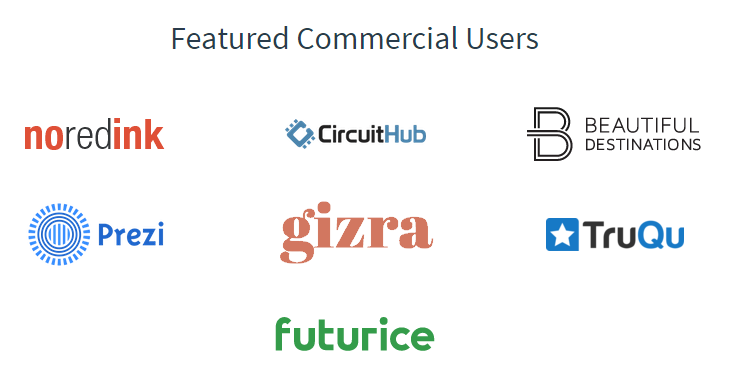 Featured Commercial Users
noredink
CircuitHub
BEAUTIFUL
DESTINATIONS
Prezi
gizra
TruQu
futurice